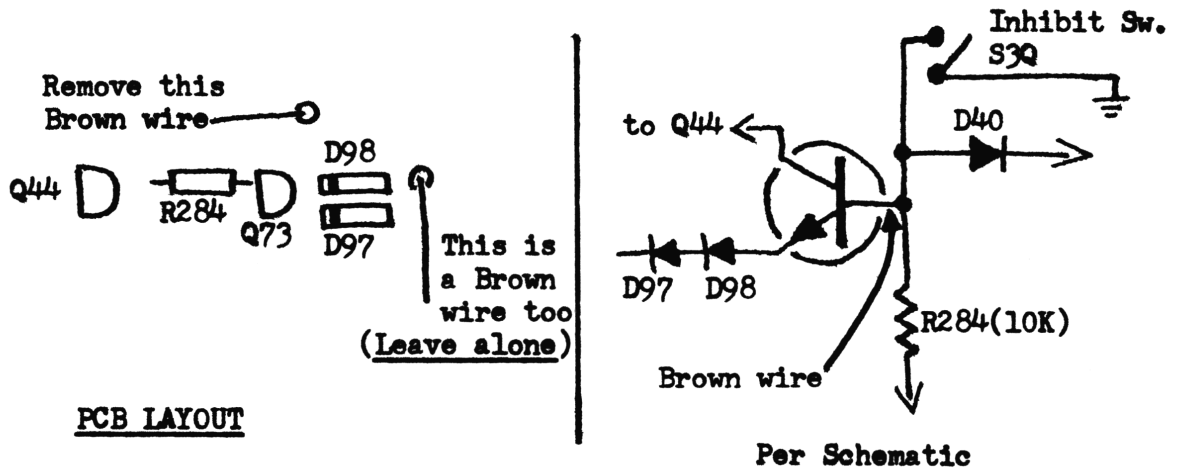 Remove this
Brown wire
D98
Q44
R284
Q73
D97
This is
a Brown
wire too
(Leave alone)
PCB LAYOUT
Inhibit Sw.
S3Q
to Q44
D40
D97
D98
R284(10K)
Brown wire
Per Schematic